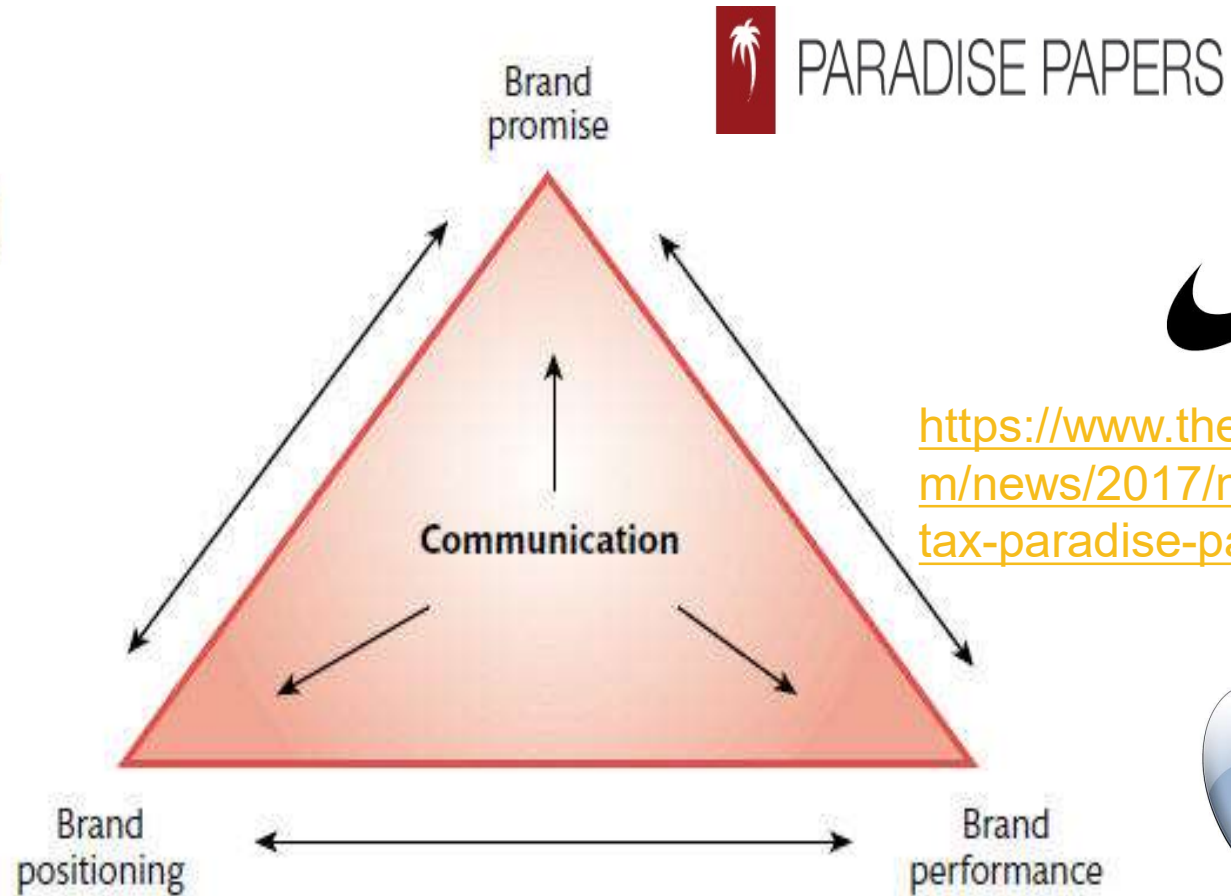 PARADISE PAPERS
Brand
promise
https://www.the
m/news/2017/n
tax-paradise-pa
Communication
Brand
positioning
Brand
performance